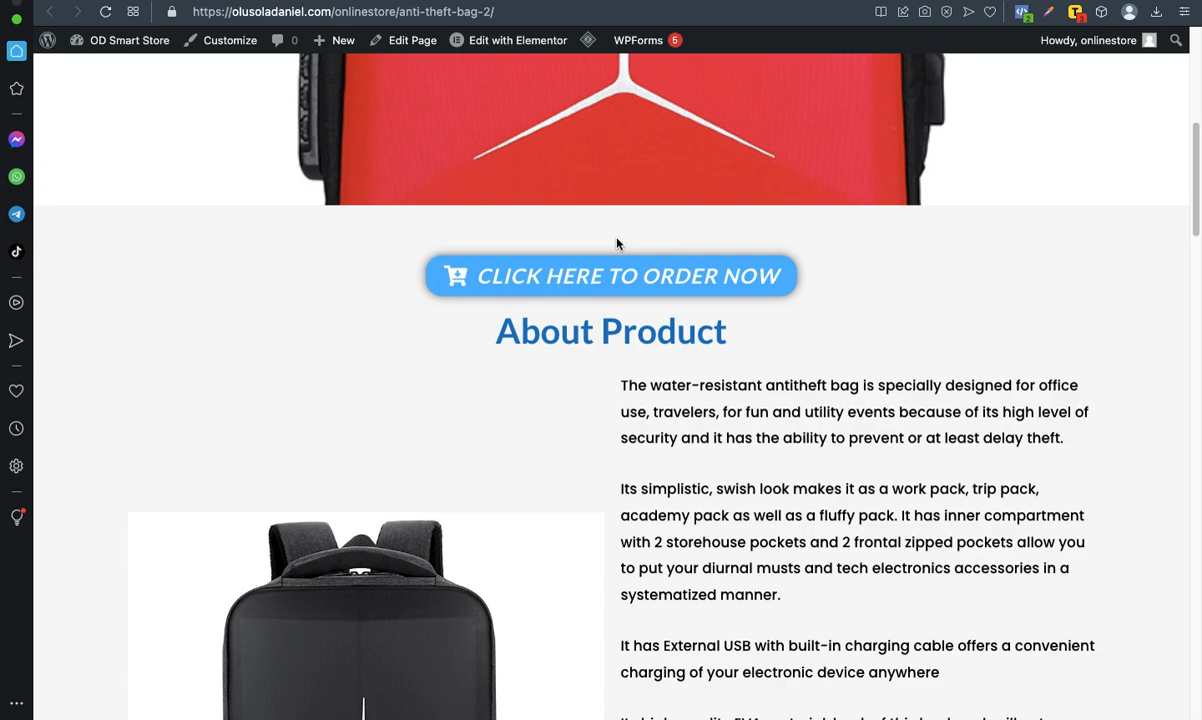 https://olusoladaniel.com/onlinestore/anti-theft-bag-2/
2
3
OD Smart Store
Customize
0
New
Edit Page
Edit with Elementor
WPForms
5
Howdy, onlinestore
CLICK HERE TO ORDER NOW
About Product
The water-resistant antitheft bag is specially designed for office
use, travelers, for fun and utility events because of its high level of
security and it has the ability to prevent or at least delay theft.
Its simplistic, swish look makes it as a work pack, trip pack,
academy pack as well as a fluffy pack. It has inner compartment
with 2 storehouse pockets and 2 frontal zipped pockets allow you
to put your diurnal musts and tech electronics accessories in a
systematized manner.
It has External USB with built-in charging cable offers a convenient
charging of your electronic device anywhere